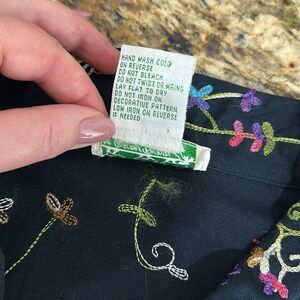 HAND WASH COLD
ON REVERSE
DO NOT BLEACH
DO NOT TWIST OR WRING
LAY FLAT TO DRY
DO NOT IRON ON
DECORATIVE PATTERN
LOW IRON ON REVERSE
IF NEEDED